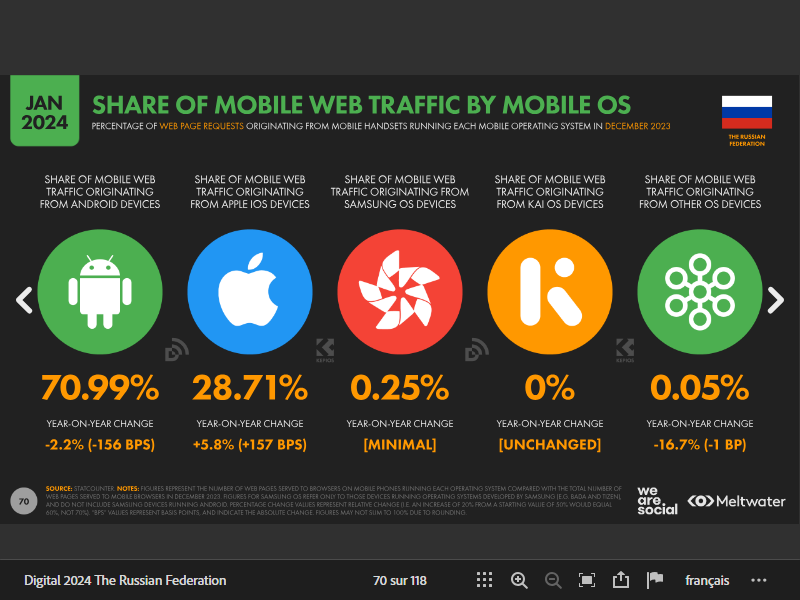 JAN
2024
SHARE OF MOBILE WEB TRAFFIC BY MOBILE OS
PERCENTAGE OF WEB PAGE REQUESTS ORIGINATING FROM MOBILE HANDSETS RUNNING EACH MOBILE OPERATING SYSTEM IN DECEMBER 2023
THE RUSSIAN
FEDERATION
SHARE OF MOBILE WEB
TRAFFIC ORIGINATING
FROM ANDROID DEVICES
SHARE OF MOBILE WEB
TRAFFIC ORIGINATING
FROM APPLE IOS DEVICES
SHARE OF MOBILE WEB
TRAFFIC ORIGINATING FROM
SAMSUNG OS DEVICES
SHARE OF MOBILE WEB
TRAFFIC ORIGINATING
FROM KAI OS DEVICES
SHARE OF MOBILE WEB
TRAFFIC ORIGINATING
FROM OTHER OS DEVICES
KEPIOS
KEPIOS
70.99%
28.71%
0.25%
0%
0.05%
YEAR-ON-YEAR CHANGE
YEAR-ON-YEAR CHANGE
YEAR-ON-YEAR CHANGE
YEAR-ON-YEAR CHANGE
YEAR-ON-YEAR CHANGE
-2.2% (-156 BPS)
+5.8% (+157 BPS)
[MINIMAL]
[UNCHANGED]
-16.7% (-1 BP)
70
SOURCE: STATCOUNTER. NOTES: FIGURES REPRESENT THE NUMBER OF WEB PAGES SERVED TO BROWSERS ON MOBILE PHONES RUNNING EACH OPERATING SYSTEM COMPARED WITH THE TOTAL NUMBER OF
WEB PAGES SERVED TO MOBILE BROWSERS IN DECEMBER 2023. FIGURES FOR SAMSUNG OS REFER ONLY TO THOSE DEVICES RUNNING OPERATING SYSTEMS DEVELOPED BY SAMSUNG (E.G. BADA AND TIZEN),
AND DO NOT INCLUDE SAMSUNG DEVICES RUNNING ANDROID. PERCENTAGE CHANGE VALUES REPRESENT RELATIVE CHANGE (I.E. AN INCREASE OF 20% FROM A STARTING VALUE OF 50% WOULD EQUAL
60%, NOT 70%). "BPS" VALUES REPRESENT BASIS POINTS, AND INDICATE THE ABSOLUTE CHANGE. FIGURES MAY NOT SUM TO 100% DUE TO ROUNDING.
we
are.
social
Meltwater
Digital 2024 The Russian Federation
70 sur 118
français